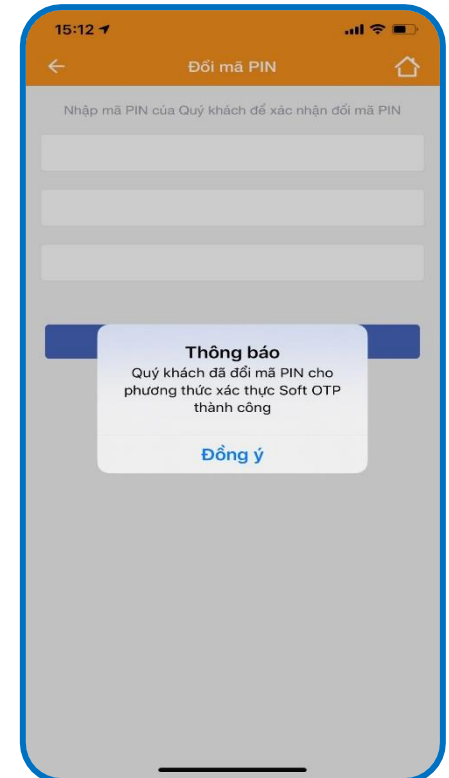 15:12
Đổi mã PIN
Nhập mã PIN của Quý khách để xác nhận đổi mã PIN
Thông báo
Quý khách đã đổi mã PIN cho
phương thức xác thực Soft OTP
thành công
Đồng ý